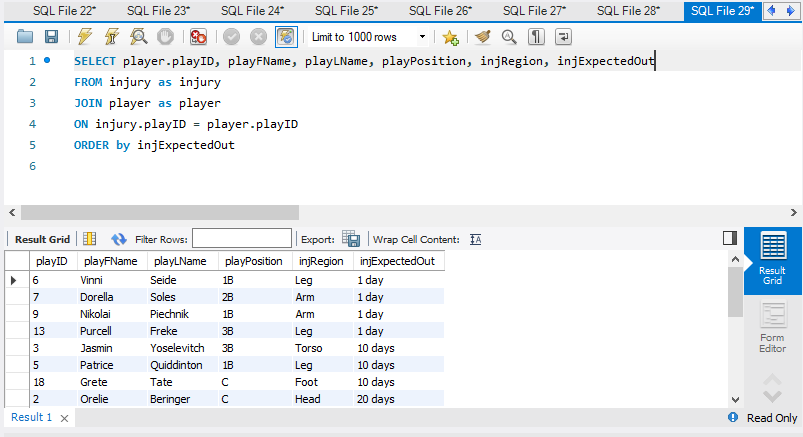 SQL File 22* SQL File 23* SQL File 24* SQL File 25* SQL File 26* SQL File 27* SQL File 28* SQL File 29*
Limit to 1000 rows
1 SELECT player.playID, playFName, playLName, playPosition, injRegion, injExpectedOut
2 FROM injury as injury
3 JOIN player as player
4 ON injury.playID = player.playID
5 ORDER by injExpectedOut
6
Result Grid Filter Rows: Export: Wrap Cell Content:
playID playFName playLName playPosition injRegion injExpectedOut
6 Vinni Seide 1B Leg 1 day
7 Dorella Soles 2B Arm 1 day
9 Nikolai Piechnik 1B Arm 1 day
13 Purcell Freke 3B Leg 1 day
3 Jasmin Yoselevitch 3B Torso 10 days
5 Patrice Quiddinton 1B Leg 10 days
18 Grete Tate C Foot 10 days
2 Orelie Beringer C Head 20 days
Result
Grid
Form
Editor
Result 1 Read Only